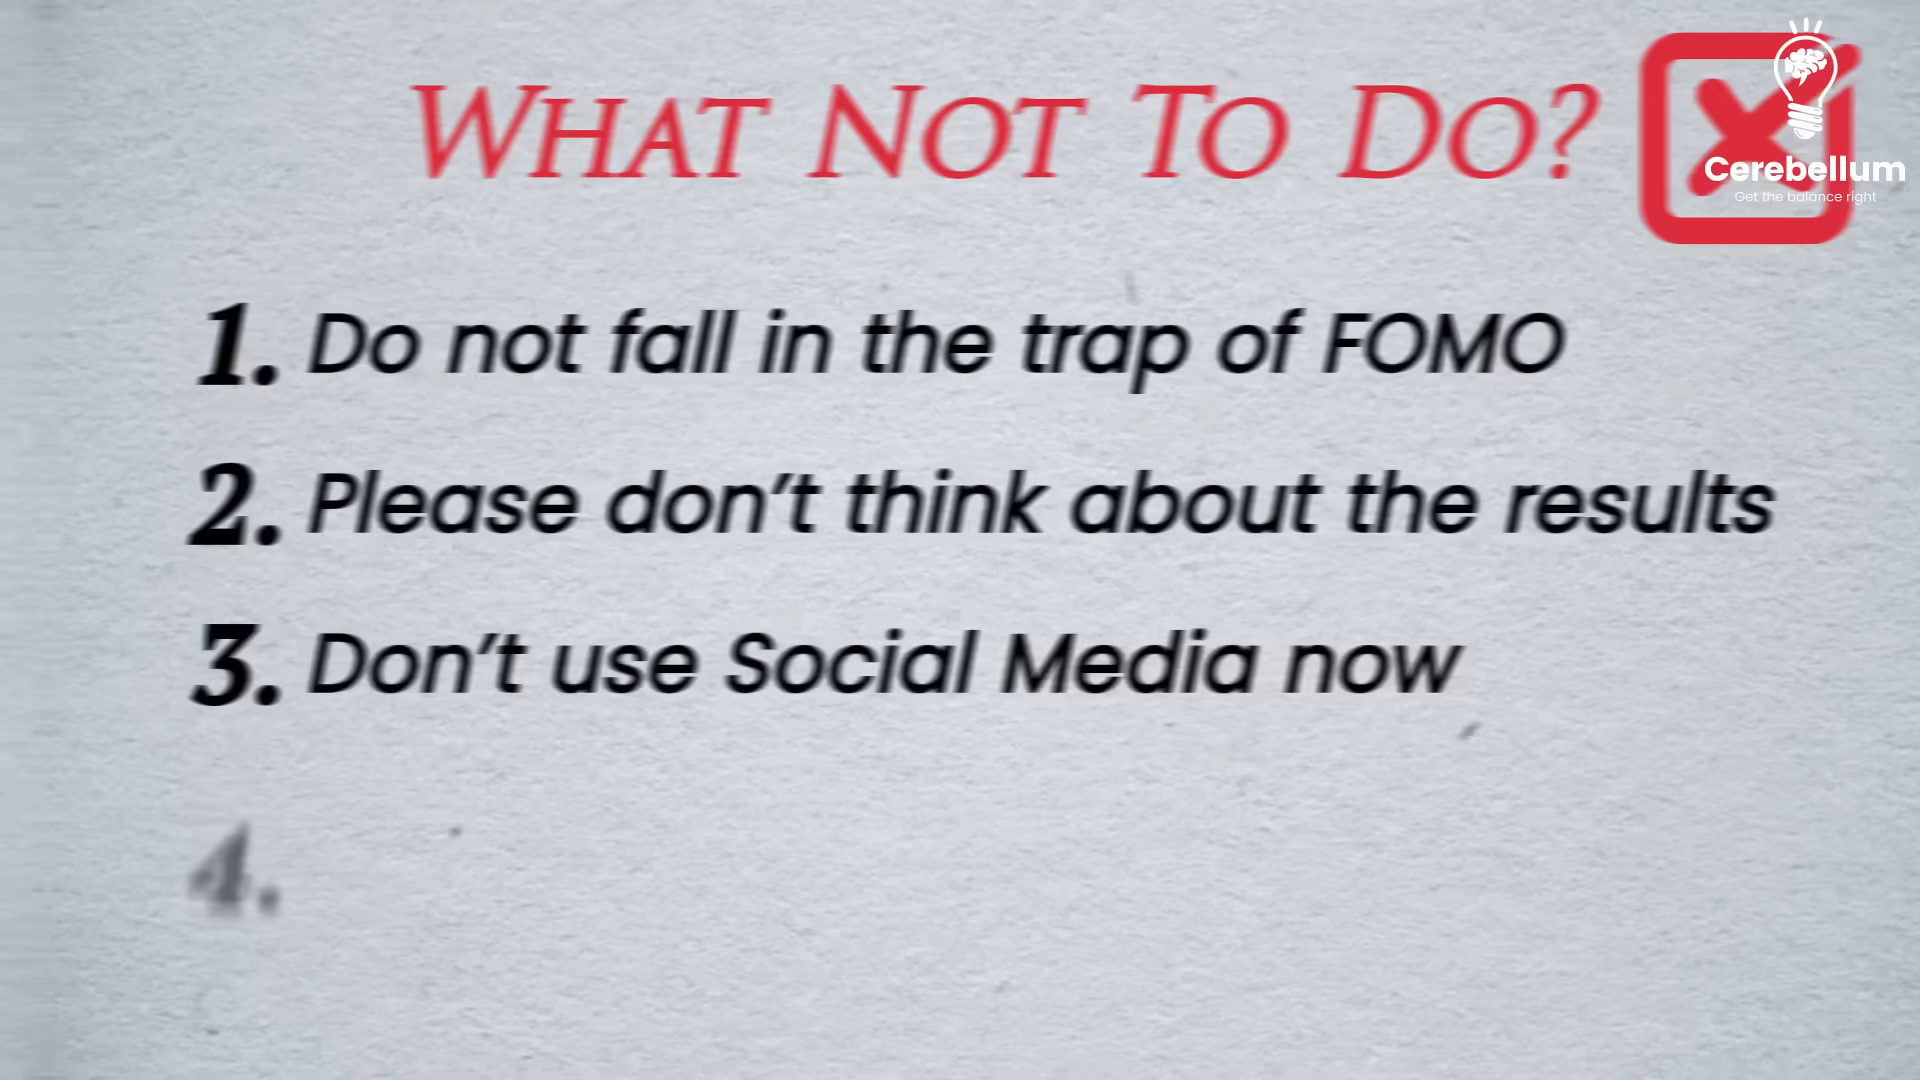 WHAT NOT TO DO?
Cerebellum
Get the balance right
1. Do not fall in the trap of FOMO
2. Please don't think about the results
3. Don't use Social Media now
4.